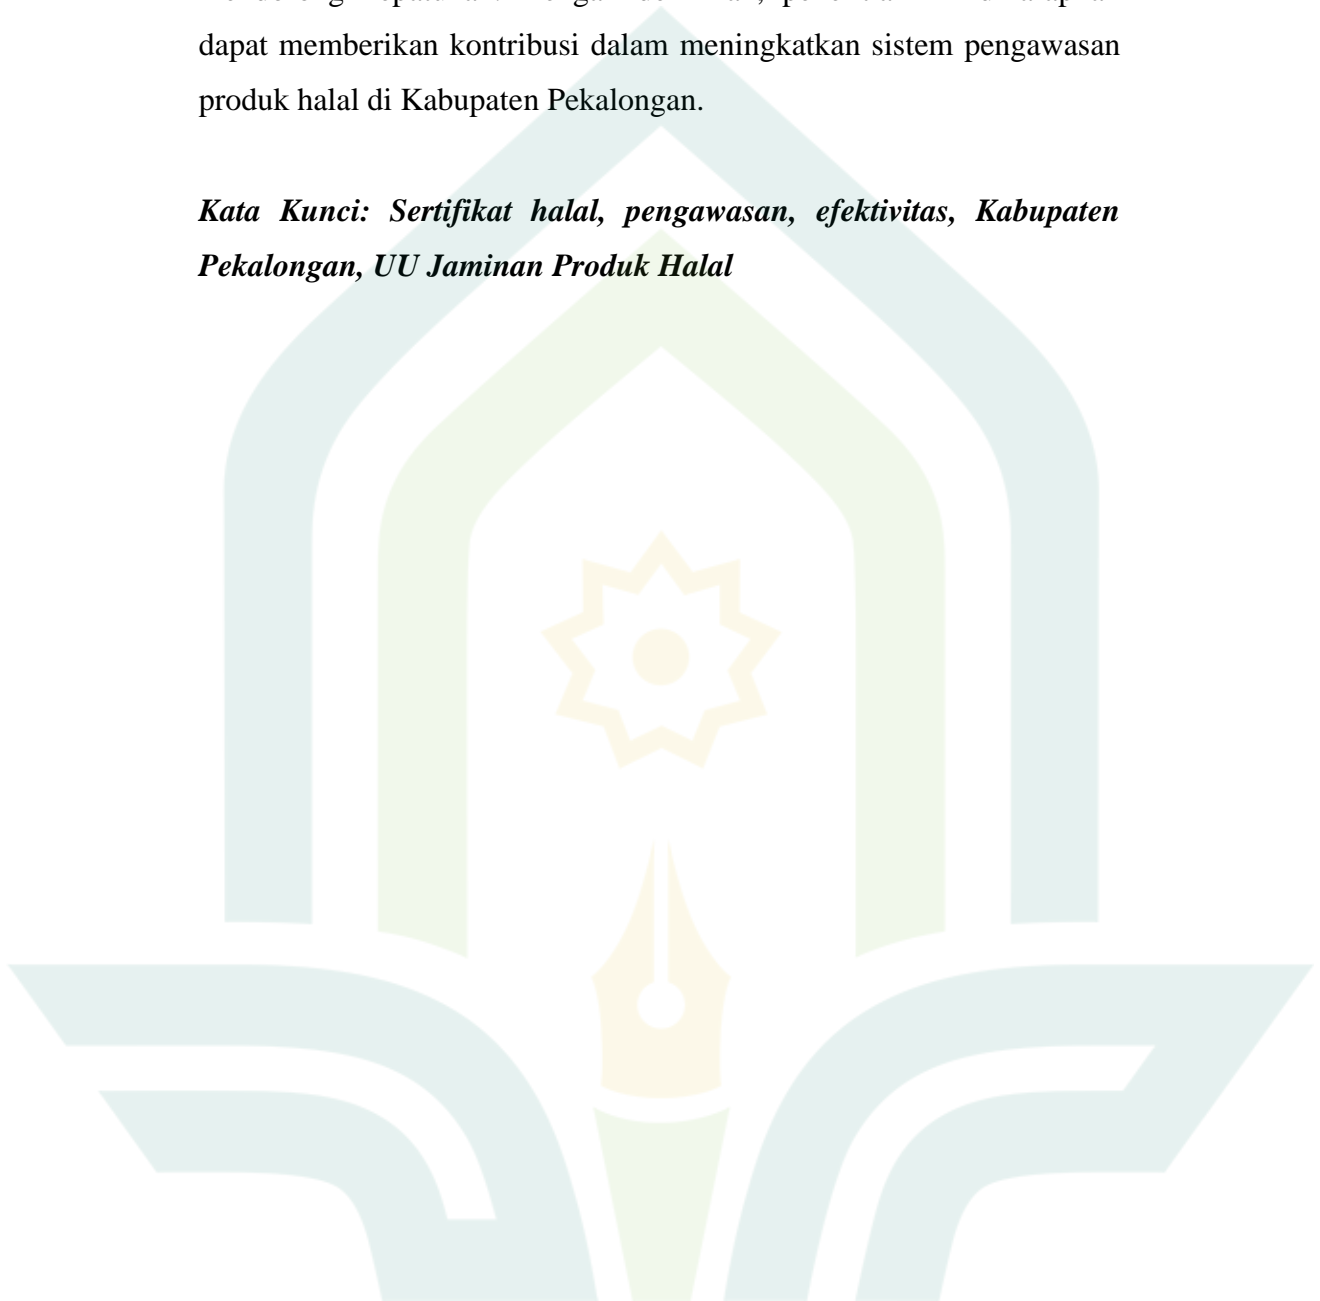 dapat memberikan kontribusi dalam meningkatkan sistem pengawasan
produk halal di Kabupaten Pekalongan.
Kata Kunci: Sertifikat halal, pengawasan, efektivitas, Kabupaten
Pekalongan, UU Jaminan Produk Halal